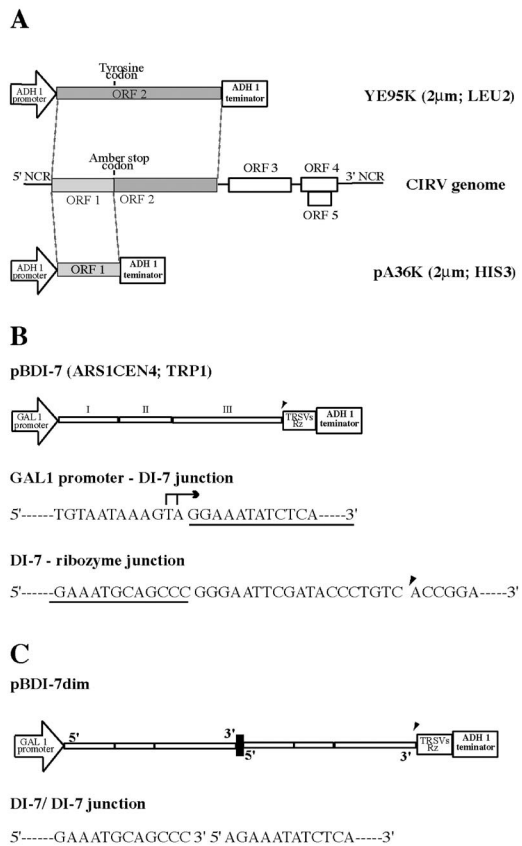 A
Tyrosine
codon
ADH 1
promoter
ORF 2
ADH 1
teminator
YE95K (2µm; LEU2)
Amber stop
codon
5' NCR
ORF 1
ORF 2
ORF 3
ORF 4
ORF 5
3' NCR
CIRV genome
ADH 1
promoter
ORF 1
ADH 1
teminator
pA36K (2µm; HIS3)
B
pBDI-7 (ARS1CEN4; TRP1)
GAL 1
promoter
I
II
III
TRSVs
Rz
ADH 1
teminator
GAL1 promoter - DI-7 junction
5'------TGTAATAAAGTA GGAAATATCTCA-----3'
DI-7 - ribozyme junction
5'------GAAATGCAGCCC GGGAATTCGATACCCTGTC ACCGGA-----3'
C
pBDI-7dim
GAL 1
promoter
5'
3'
5'
3'
TRSVs
Rz
ADH 1
teminator
DI-7/ DI-7 junction
5'------GAAATGCAGCCC 3' 5' AGAAATATCTCA-----3'